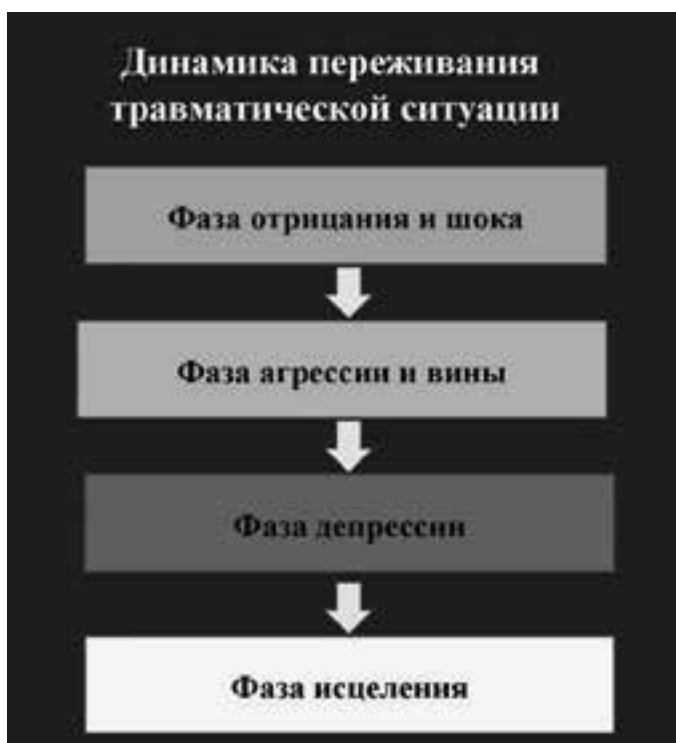 Динамика переживания
травматической ситуации
Фаза отрицания и шока
Фаза агрессии и вины
Фаза депрессии
Фаза исцеления